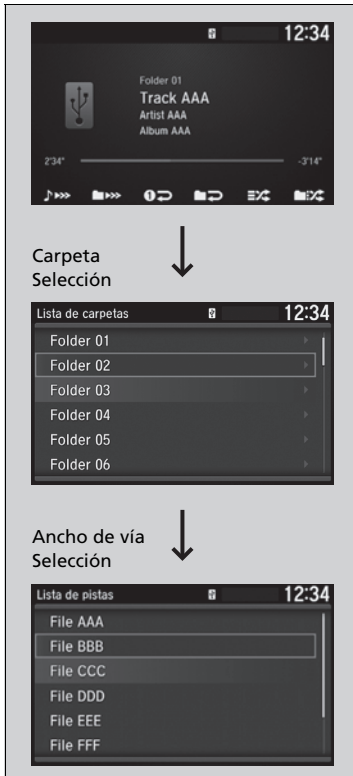 12:34
Folder 01
Track AAA
Artist AAA
Album AAA
2'34"
-3'14"
Carpeta
Selección
Lista de carpetas
12:34
Folder 01
Folder 02
Folder 03
Folder 04
Folder 05
Folder 06
Ancho de vía
Selección
Lista de pistas
12:34
File AAA
File BBB
File CCC
File DDD
File EEE
File FFF